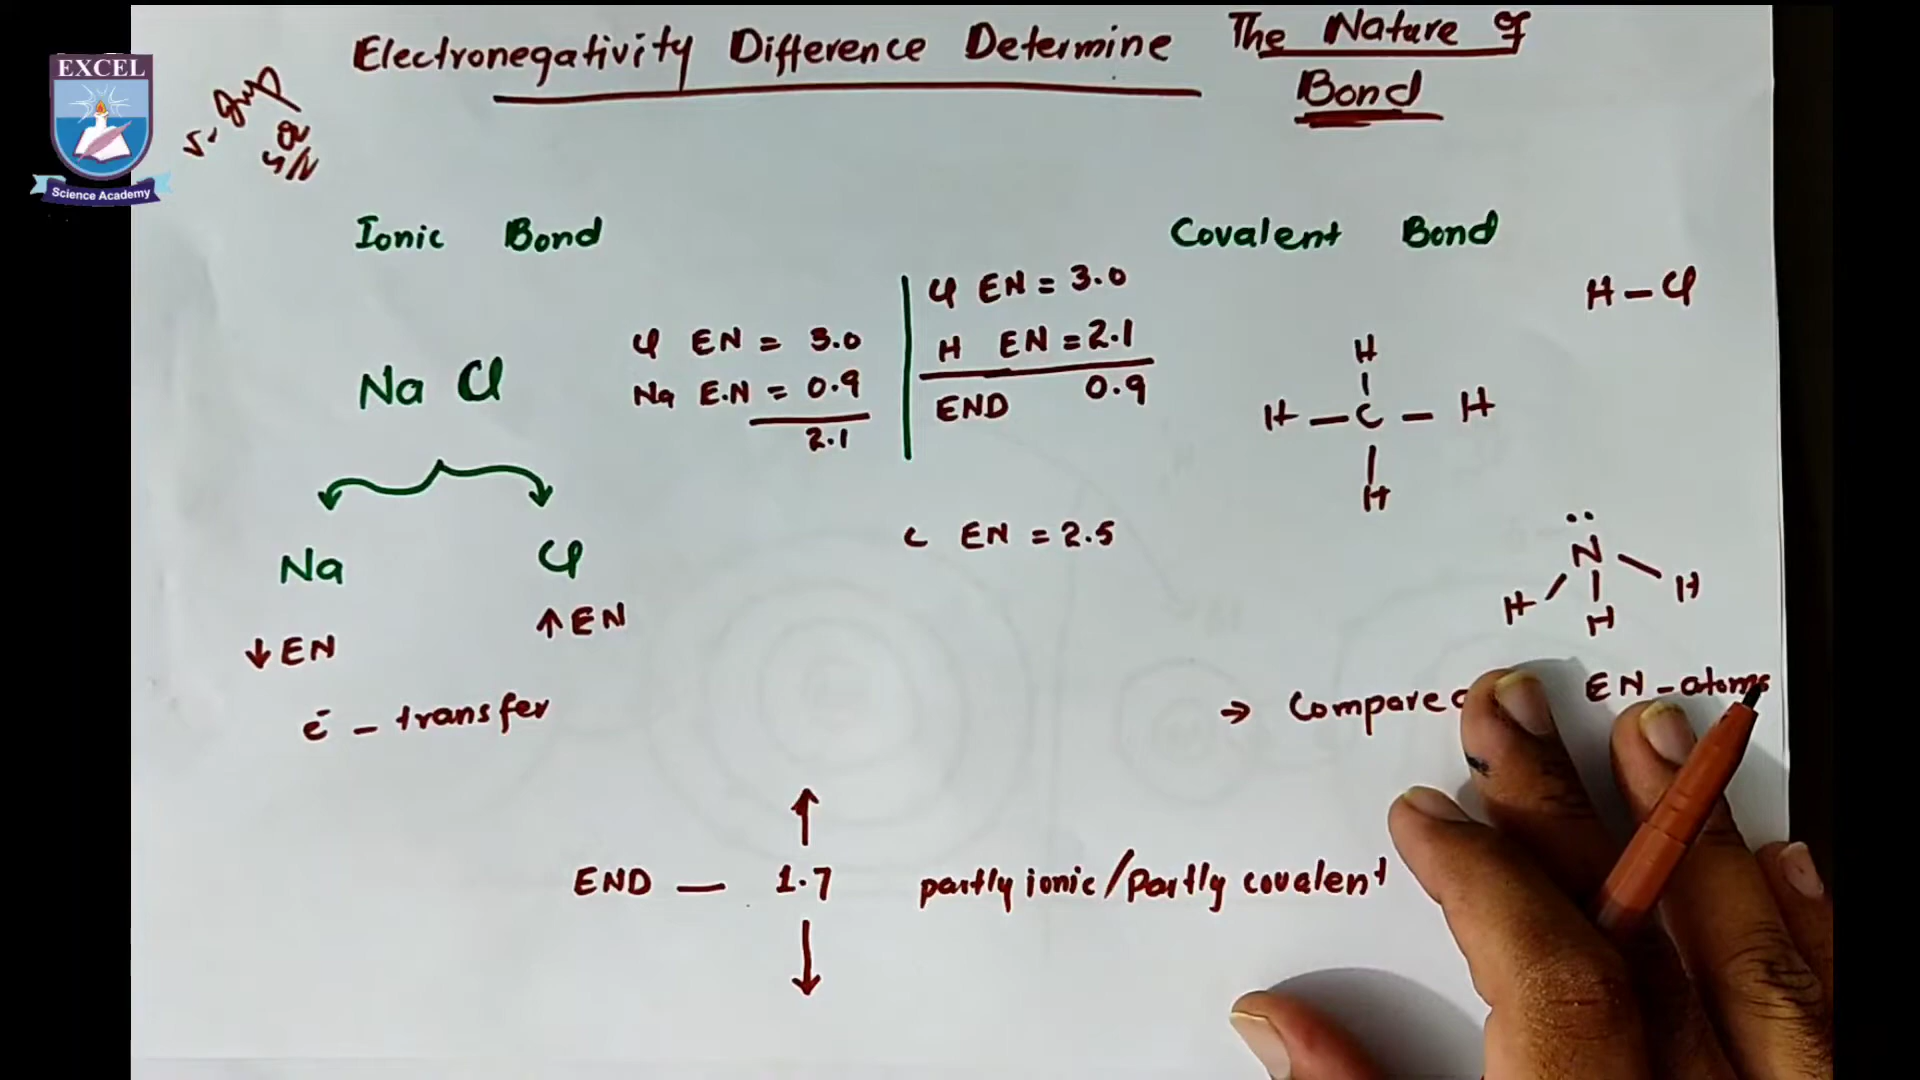 EXCEL
Science Academy
Electronegativity Difference Determine The Nature of
Bond
Ionic Bond
Covalent Bond
H - Cl
Cl EN = 3.0
H EN = 2.1
END 0.9
Cl EN = 3.0
Na E.N = 0.9
2.1
Na Cl
H
H - C - H
H
Na
Cl
C EN = 2.5
N
H H H
↓ EN
↑ EN
e⁻ - transfer
→ EN - atoms
↑
END — 1.7 partly ionic/Partly covalent
↓